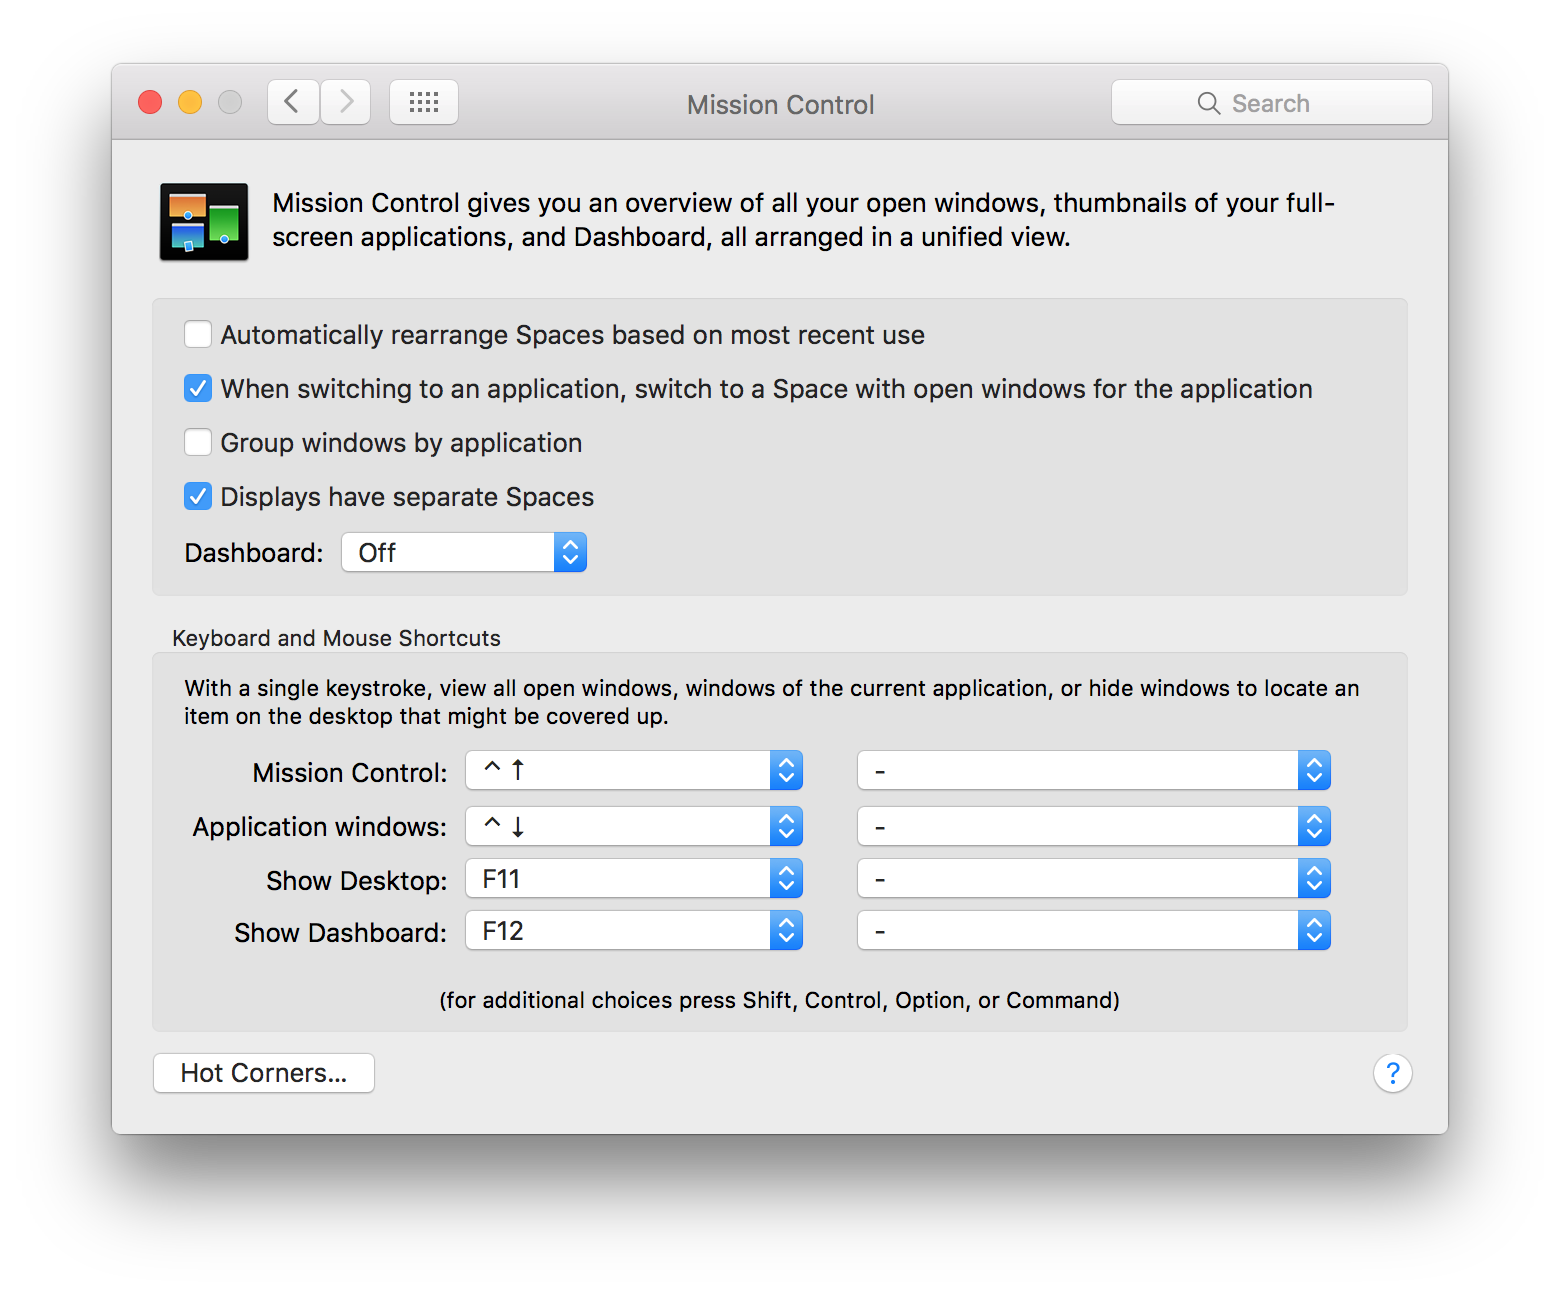 Mission Control
Search
Mission Control gives you an overview of all your open windows, thumbnails of your full-
screen applications, and Dashboard, all arranged in a unified view.
Automatically rearrange Spaces based on most recent use
When switching to an application, switch to a Space with open windows for the application
Group windows by application
Displays have separate Spaces
Dashboard: Off
Keyboard and Mouse Shortcuts
With a single keystroke, view all open windows, windows of the current application, or hide windows to locate an
item on the desktop that might be covered up.
Mission Control: ^ ↑ -
Application windows: ^ ↓ -
Show Desktop: F11 -
Show Dashboard: F12 -
(for additional choices press Shift, Control, Option, or Command)
Hot Corners... ?